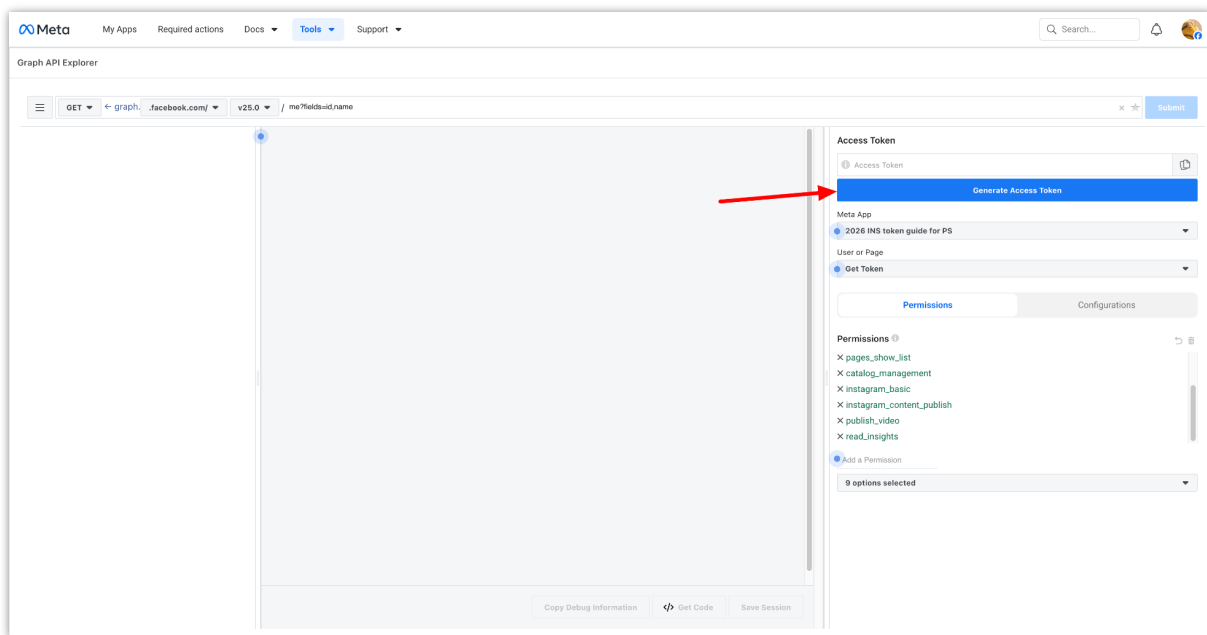 Meta My Apps Required actions Docs Tools Support Search...
Graph API Explorer
GET ← graph. .facebook.com/ v25.0 / me?fields=id,name × Submit
Access Token
Access Token
Generate Access Token
Meta App
2026 INS token guide for PS
User or Page
Get Token
Permissions Configurations
Permissions
× pages_show_list
× catalog_management
× instagram_basic
× instagram_content_publish
× publish_video
× read_insights
Add a Permission
9 options selected
Copy Debug Information </> Get Code Save Session